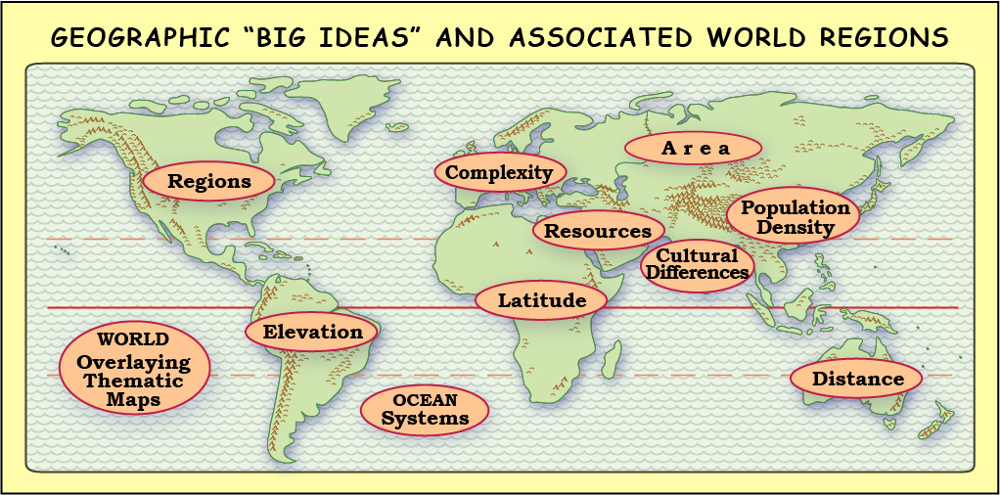 GEOGRAPHIC “BIG IDEAS” AND ASSOCIATED WORLD REGIONS
A r e a
Complexity
Regions
Population
Density
Resources
Cultural
Differences
Latitude
Elevation
WORLD
Overlaying
Thematic
Maps
Distance
OCEAN
Systems